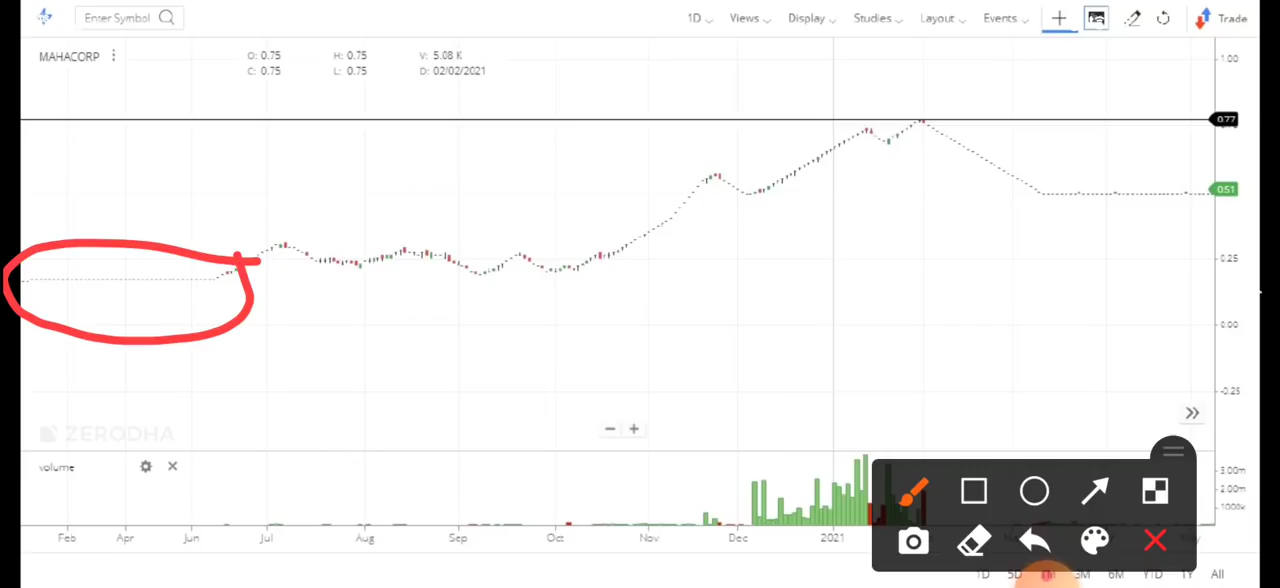 Enter Symbol 1D Views Display Studies Layout Events Trade
MAHACORP O: 0.75 H: 0.75 V: 5.08 K
C: 0.75 L: 0.75 D: 02/02/2021
1.00
0.77
0.51
0.25
0.00
-0.25
ZERODHA
volume
3.00m
2.00m
1000k
Feb Apr Jun Jul Aug Sep Oct Nov Dec 2021
1D 5D 1M 3M 6M YTD 1Y All